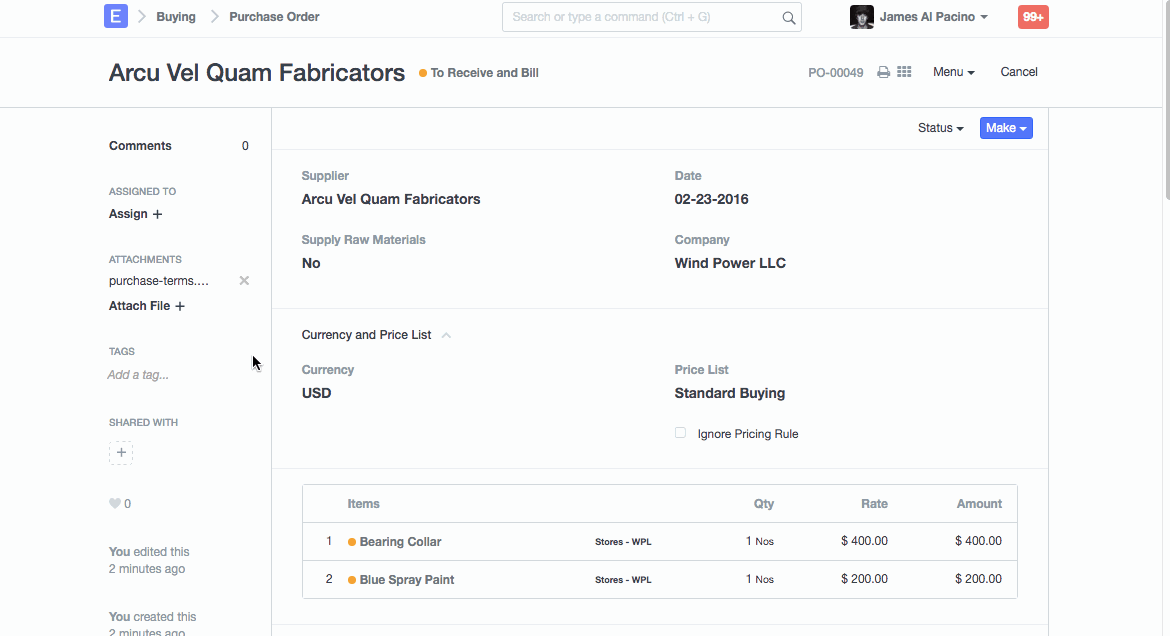 E Buying Purchase Order Search or type a command (Ctrl + G) James Al Pacino 99+
Arcu Vel Quam Fabricators To Receive and Bill PO-00049 Menu Cancel
Status Make
Comments 0
ASSIGNED TO
Assign +
ATTACHMENTS
purchase-terms.... ×
Attach File +
TAGS
Add a tag...
SHARED WITH
+
0
You edited this
2 minutes ago
You created this
2 minutes ago
Supplier Date
Arcu Vel Quam Fabricators 02-23-2016
Supply Raw Materials Company
No Wind Power LLC
Currency and Price List
Currency Price List
USD Standard Buying
Ignore Pricing Rule
Items Qty Rate Amount
1 Bearing Collar Stores - WPL 1 Nos $ 400.00 $ 400.00
2 Blue Spray Paint Stores - WPL 1 Nos $ 200.00 $ 200.00